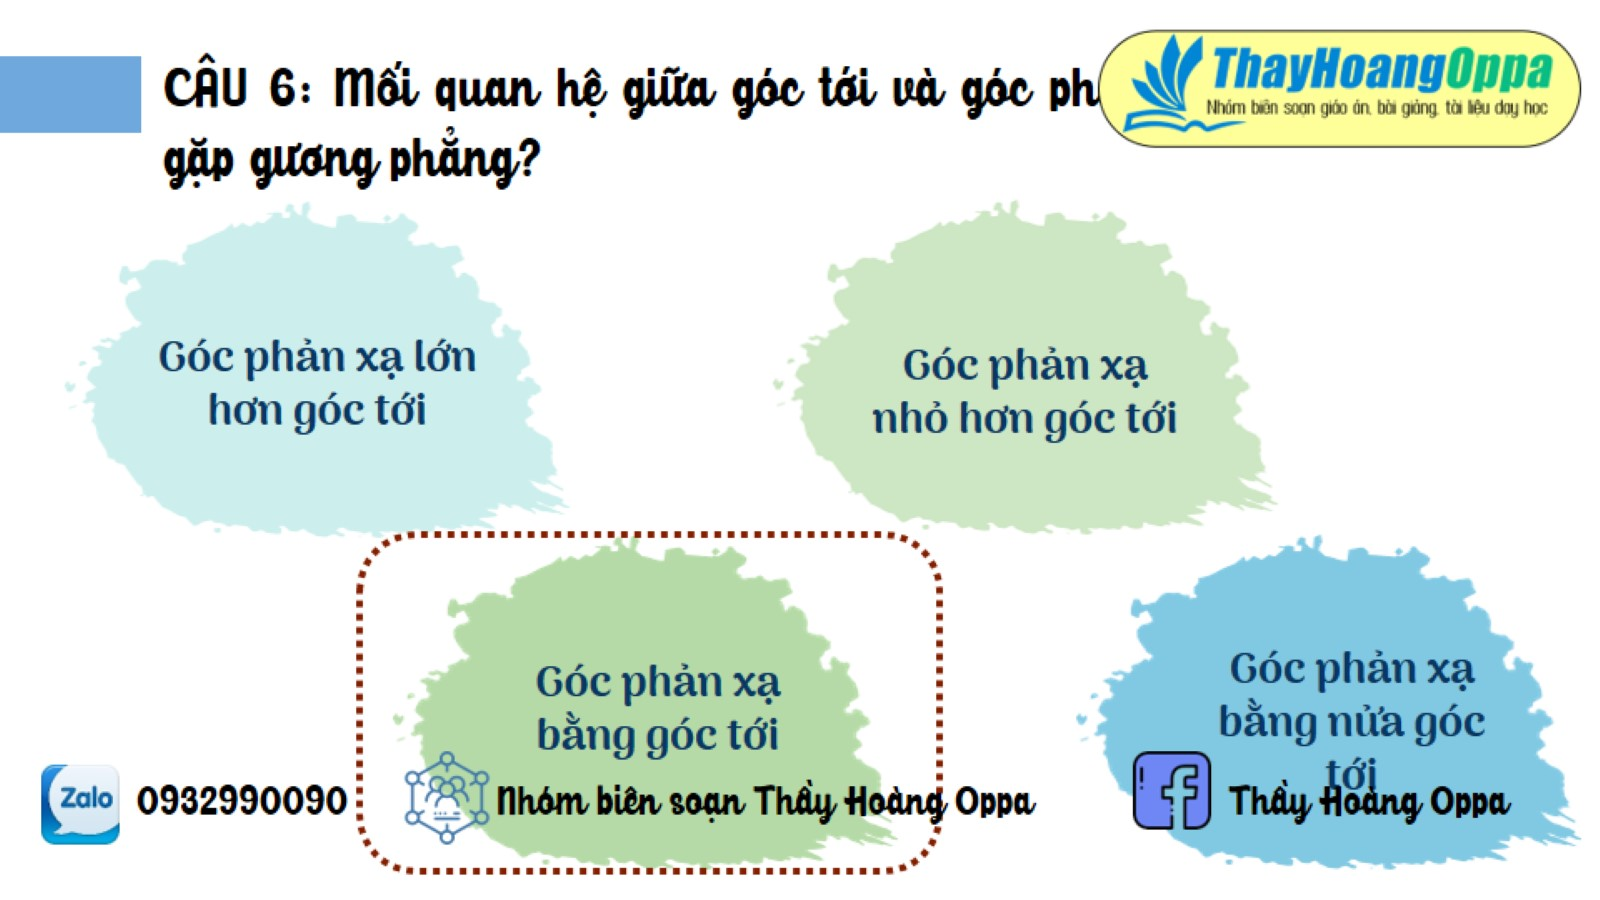 CÂU 6: Mối quan hệ giữa góc tới và góc
gặp gương phẳng?
ThayHoangOppa
Nhóm biên soạn giáo án, bài giảng, tài liệu dạy học
Góc phản xạ lớn
hơn góc tới
Góc phản xạ
nhỏ hơn góc tới
Góc phản xạ
bằng góc tới
Góc phản xạ
bằng nửa góc
tới
Zalo
0932990090
Nhóm biên soạn Thầy Hoàng Oppa
Thầy Hoàng Oppa